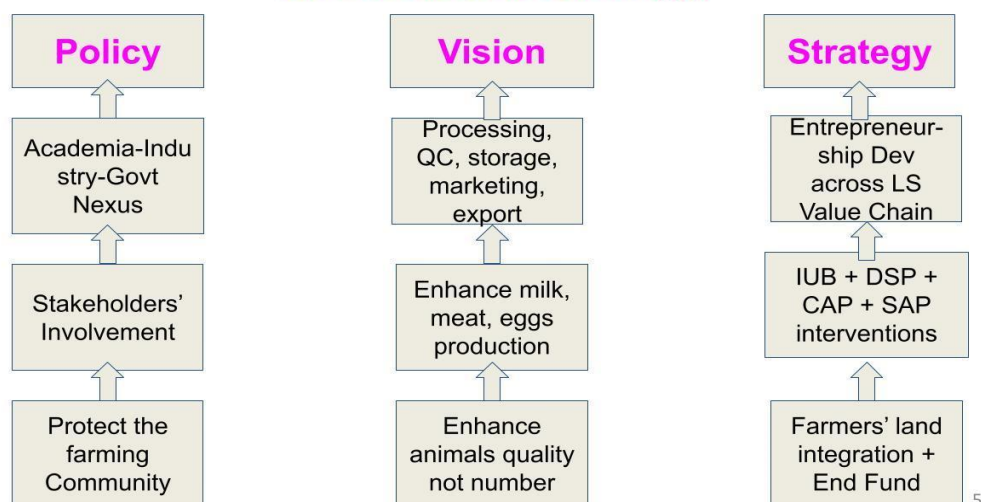 Policy
Academia-Indu
stry-Govt
Nexus
Stakeholders’
Involvement
Protect the
farming
Community
Vision
Processing,
QC, storage,
marketing,
export
Enhance milk,
meat, eggs
production
Enhance
animals quality
not number
Strategy
Entrepreneur-
ship Dev
across LS
Value Chain
IUB + DSP +
CAP + SAP
interventions
Farmers’ land
integration +
End Fund
5